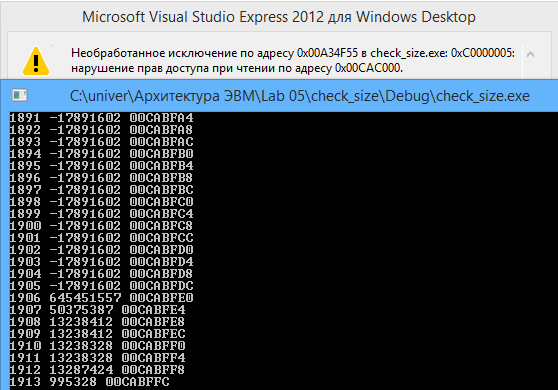 Microsoft Visual Studio Express 2012 для Windows Desktop
Необработанное исключение по адресу 0x00A34F55 в check_size.exe: 0xC0000005:
нарушение прав доступа при чтении по адресу 0x00CAC000.
C:\univer\Архитектура ЭВМ\Lab 05\check_size\Debug\check_size.exe
1891 -17891602 00CABFA4
1892 -17891602 00CABFA8
1893 -17891602 00CABFAC
1894 -17891602 00CABFB0
1895 -17891602 00CABFB4
1896 -17891602 00CABFB8
1897 -17891602 00CABFBC
1898 -17891602 00CABFC0
1899 -17891602 00CABFC4
1900 -17891602 00CABFC8
1901 -17891602 00CABFCC
1902 -17891602 00CABFD0
1903 -17891602 00CABFD4
1904 -17891602 00CABFD8
1905 -17891602 00CABFDC
1906 645451557 00CABFE0
1907 50375387 00CABFE4
1908 13238412 00CABFE8
1909 13238412 00CABFEC
1910 13238328 00CABFF0
1911 13238328 00CABFF4
1912 13287424 00CABFF8
1913 995328 00CABFFC